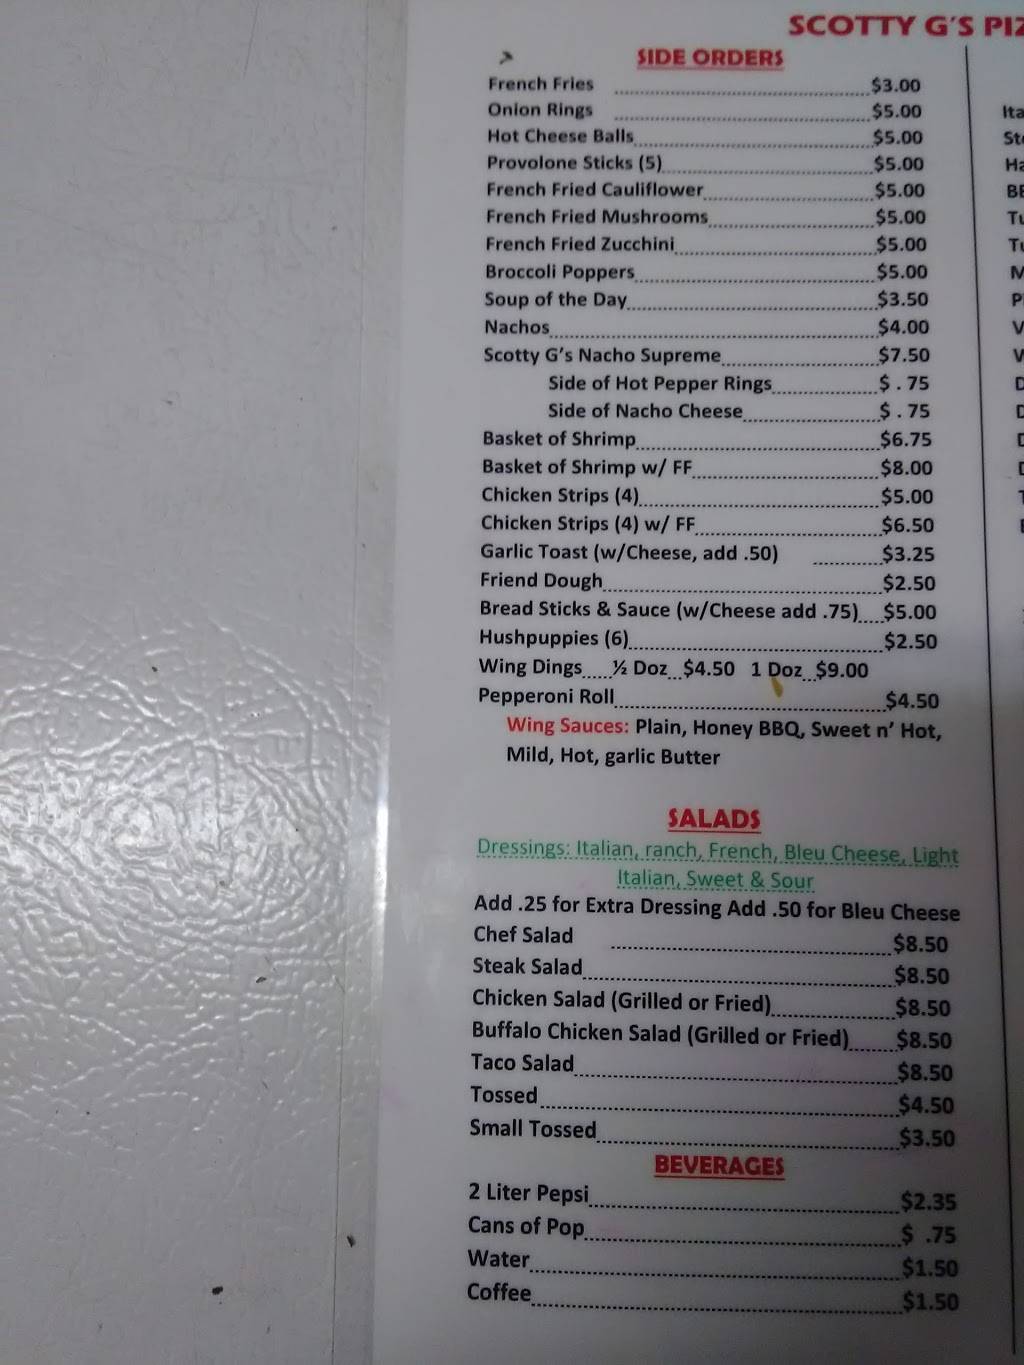 SCOTTY G'S PIZ
SIDE ORDERS
French Fries $3.00
Onion Rings $5.00
Hot Cheese Balls $5.00
Provolone Sticks (5) $5.00
French Fried Cauliflower $5.00
French Fried Mushrooms $5.00
French Fried Zucchini $5.00
Broccoli Poppers $5.00
Soup of the Day $3.50
Nachos $4.00
Scotty G's Nacho Supreme $7.50
Side of Hot Pepper Rings $ . 75
Side of Nacho Cheese $ . 75
Basket of Shrimp $6.75
Basket of Shrimp w/ FF $8.00
Chicken Strips (4) $5.00
Chicken Strips (4) w/ FF $6.50
Garlic Toast (w/Cheese, add .50) $3.25
Friend Dough $2.50
Bread Sticks & Sauce (w/Cheese add .75) $5.00
Hushpuppies (6) $2.50
Wing Dings ½ Doz $4.50 1 Doz $9.00
Pepperoni Roll $4.50
Wing Sauces: Plain, Honey BBQ, Sweet n' Hot,
Mild, Hot, garlic Butter
SALADS
Dressings: Italian, ranch, French, Bleu Cheese, Light
Italian, Sweet & Sour
Add .25 for Extra Dressing Add .50 for Bleu Cheese
Chef Salad $8.50
Steak Salad $8.50
Chicken Salad (Grilled or Fried) $8.50
Buffalo Chicken Salad (Grilled or Fried) $8.50
Taco Salad $8.50
Tossed $4.50
Small Tossed $3.50
BEVERAGES
2 Liter Pepsi $2.35
Cans of Pop $ .75
Water $1.50
Coffee $1.50